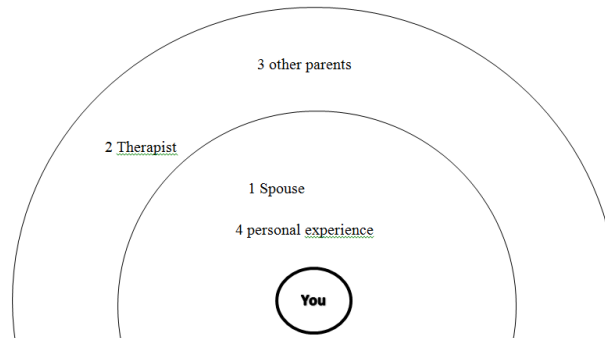 3 other parents
2 Therapist
1 Spouse
4 personal experience
You